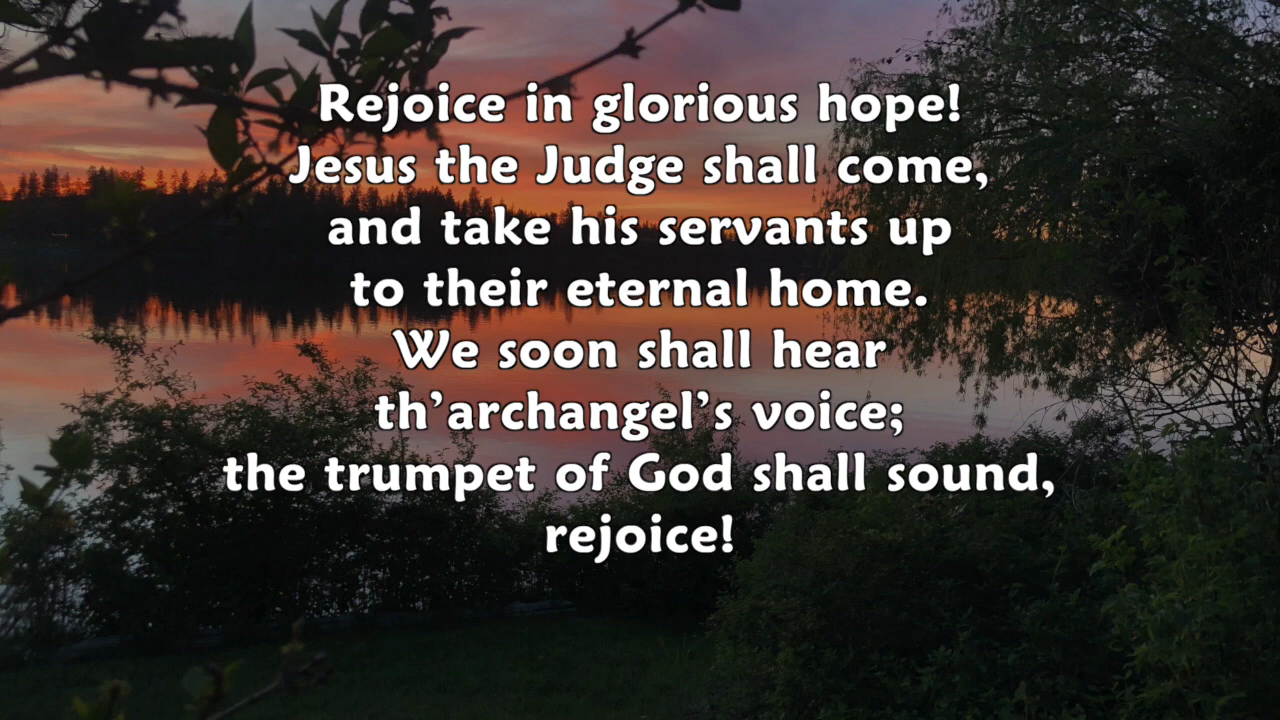 Rejoice in glorious hope!
Jesus the Judge shall come,
and take his servants up
to their eternal home.
We soon shall hear
th’archangel’s voice;
the trumpet of God shall sound,
rejoice!